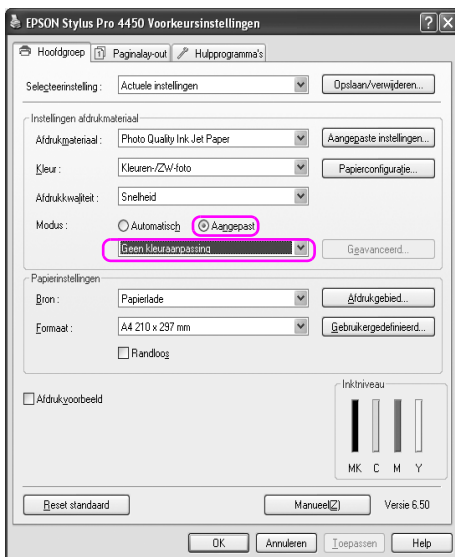 EPSON Stylus Pro 4450 Voorkeursinstellingen
Hoofdgroep Paginalay-out Hulpprogramma's
Selecteerinstelling : Actuele instellingen Opslaan/verwijderen...
Instellingen afdrukmateriaal
Afdrukmateriaal : Photo Quality Ink Jet Paper Aangepaste instellingen...
Kleur : Kleuren-/ZW-foto Papierconfiguratie...
Afdrukkwaliteit : Snelheid
Modus : Automatisch Aangepast
Geen kleuraanpassing Geavanceerd...
Papierinstellingen
Bron : Papierlade Afdrukgebied...
Formaat : A4 210 x 297 mm Gebruikergedefinieerd...
Randloos
Afdrukvoorbeeld
Inktniveau
MK C M Y
Reset standaard Manueel(Z) Versie 6.50
OK Annuleren Toepassen Help